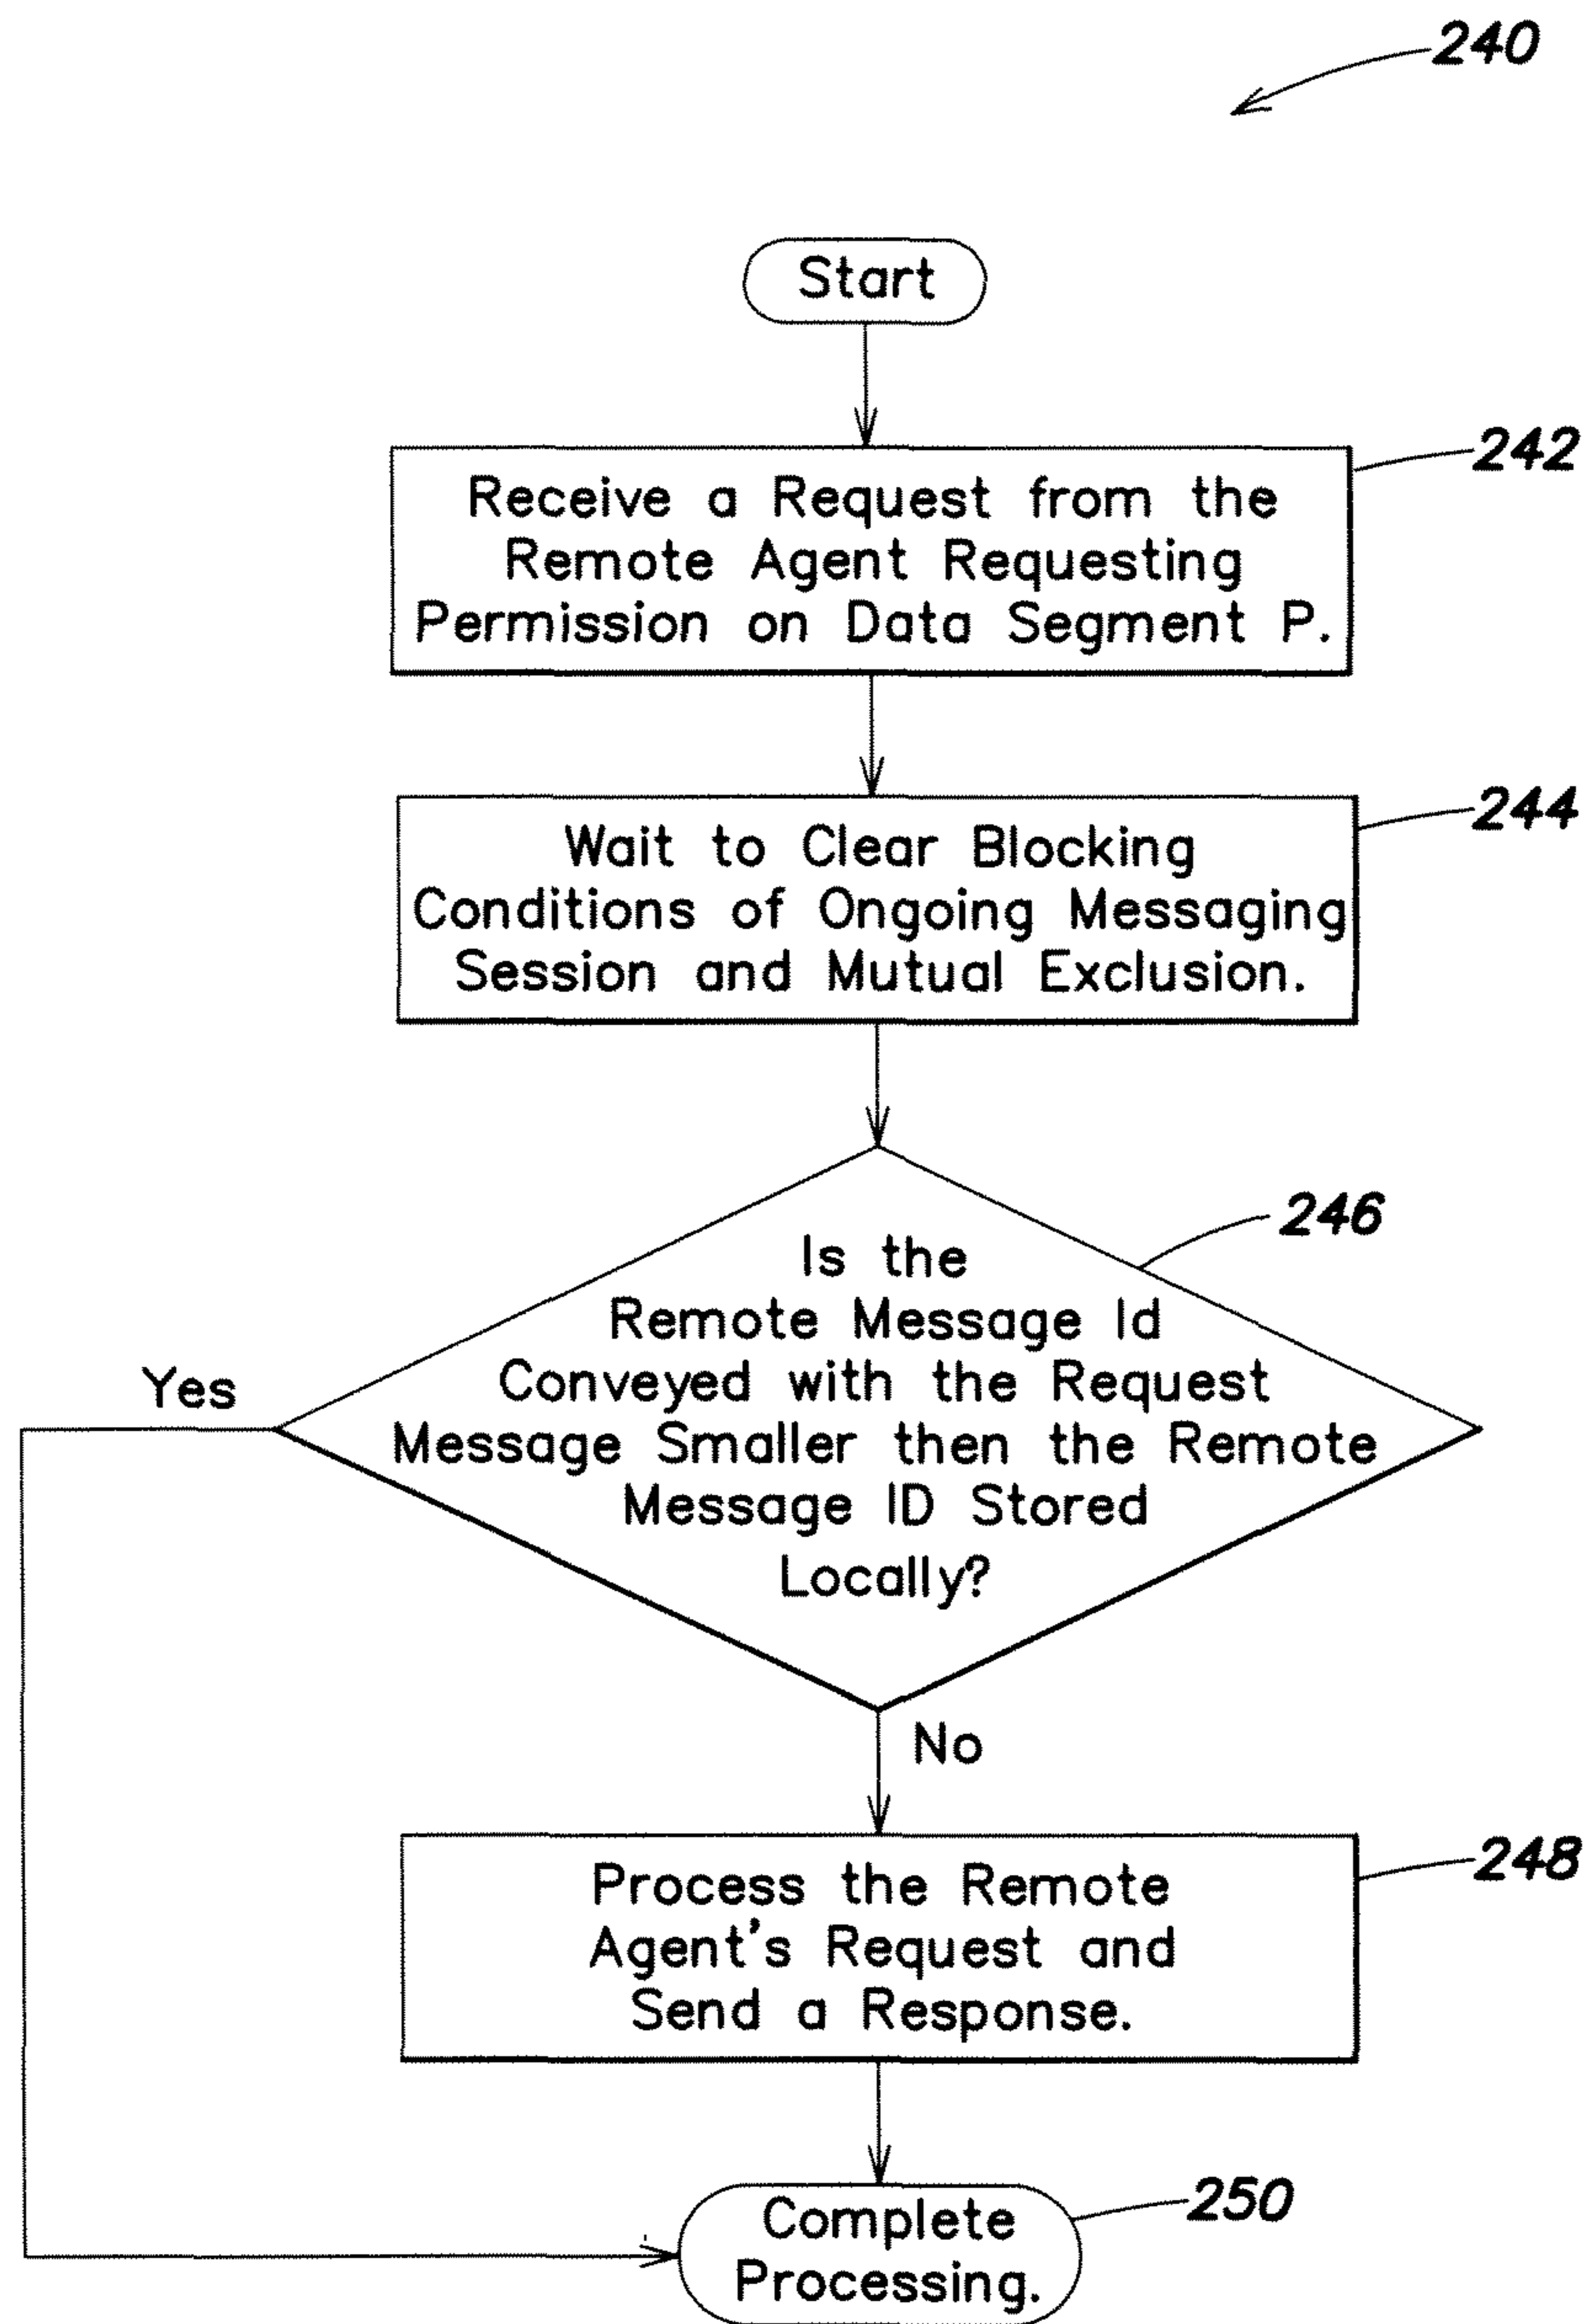 240
Start
242
Receive a Request from the
Remote Agent Requesting
Permission on Data Segment P.
244
Wait to Clear Blocking
Conditions of Ongoing Messaging
Session and Mutual Exclusion.
246
Is the
Remote Message Id
Conveyed with the Request
Message Smaller then the Remote
Message ID Stored
Locally?
Yes
No
248
Process the Remote
Agent's Request and
Send a Response.
250
Complete
Processing.